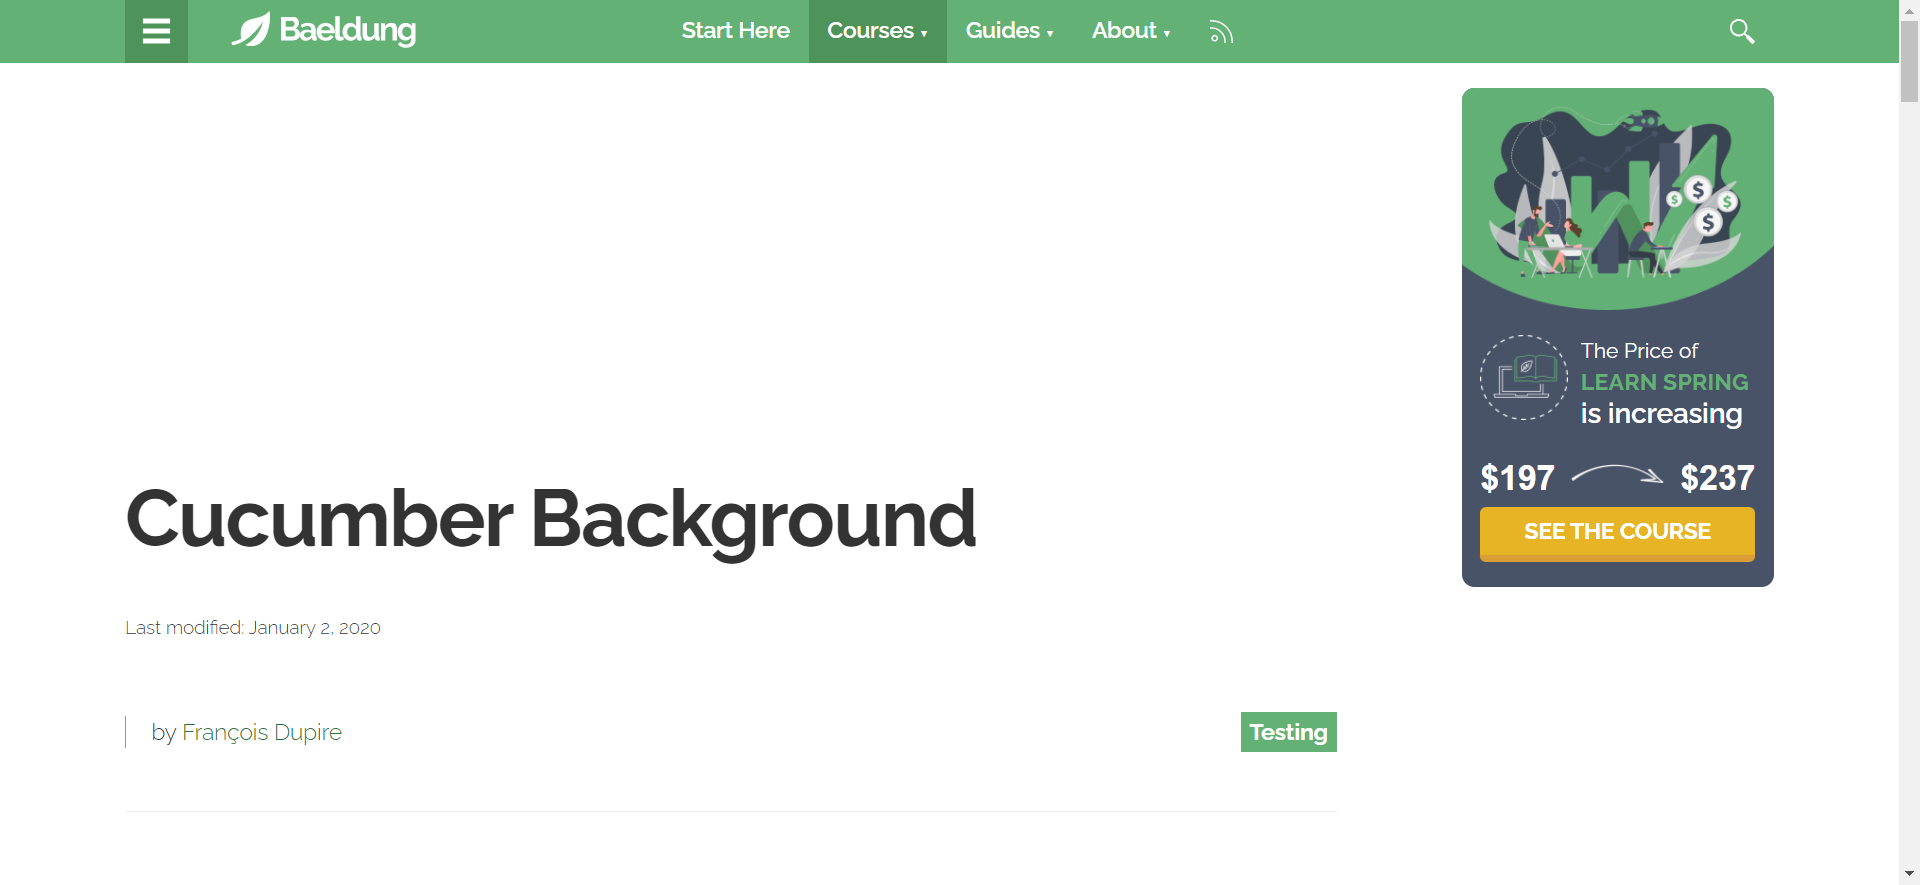 Baeldung
Start Here
Courses ▼
Guides ▼
About ▼
Cucumber Background
Last modified: January 2, 2020
by François Dupire
Testing
The Price of
LEARN SPRING
is increasing
$197
$237
SEE THE COURSE